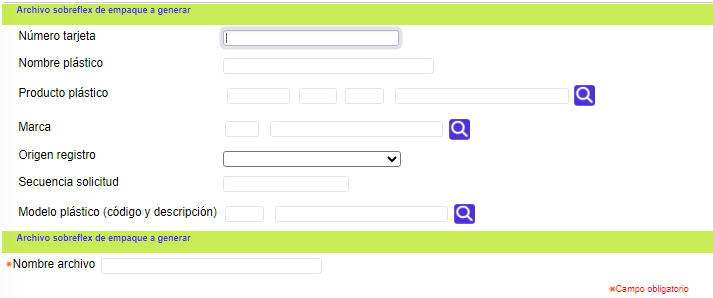 Archivo sobreflex de empaque a generar
Número tarjeta
Nombre plástico
Producto plástico
Marca
Origen registro
Secuencia solicitud
Modelo plástico (código y descripción)
Archivo sobreflex de empaque a generar
*Nombre archivo
*Campo obligatorio